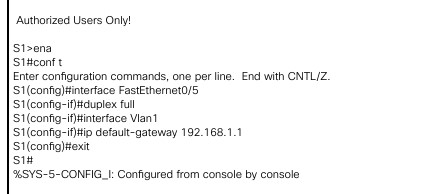 Authorized Users Only!
S1>ena
S1#conf t
Enter configuration commands, one per line. End with CNTL/Z.
S1(config)#interface FastEthernet0/5
S1(config-if)#duplex full
S1(config-if)#interface Vlan1
S1(config-if)#ip default-gateway 192.168.1.1
S1(config)#exit
S1#
%SYS-5-CONFIG_I: Configured from console by console